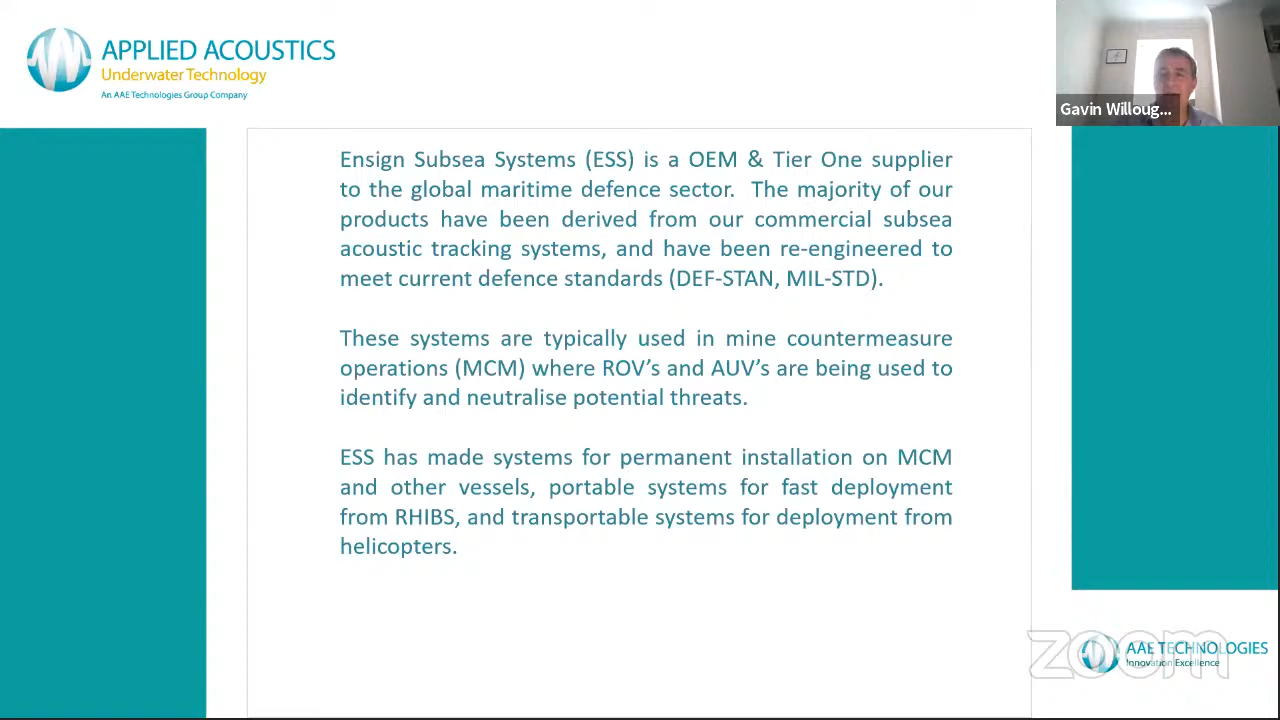 APPLIED ACOUSTICS
Underwater Technology
An AAE Technologies Group Company
Gavin Willoug...
Ensign Subsea Systems (ESS) is a OEM & Tier One supplier
to the global maritime defence sector. The majority of our
products have been derived from our commercial subsea
acoustic tracking systems, and have been re-engineered to
meet current defence standards (DEF-STAN, MIL-STD).
These systems are typically used in mine countermeasure
operations (MCM) where ROV’s and AUV’s are being used to
identify and neutralise potential threats.
ESS has made systems for permanent installation on MCM
and other vessels, portable systems for fast deployment
from RHIBS, and transportable systems for deployment from
helicopters.
zoom
AAE TECHNOLOGIES
Innovation Excellence